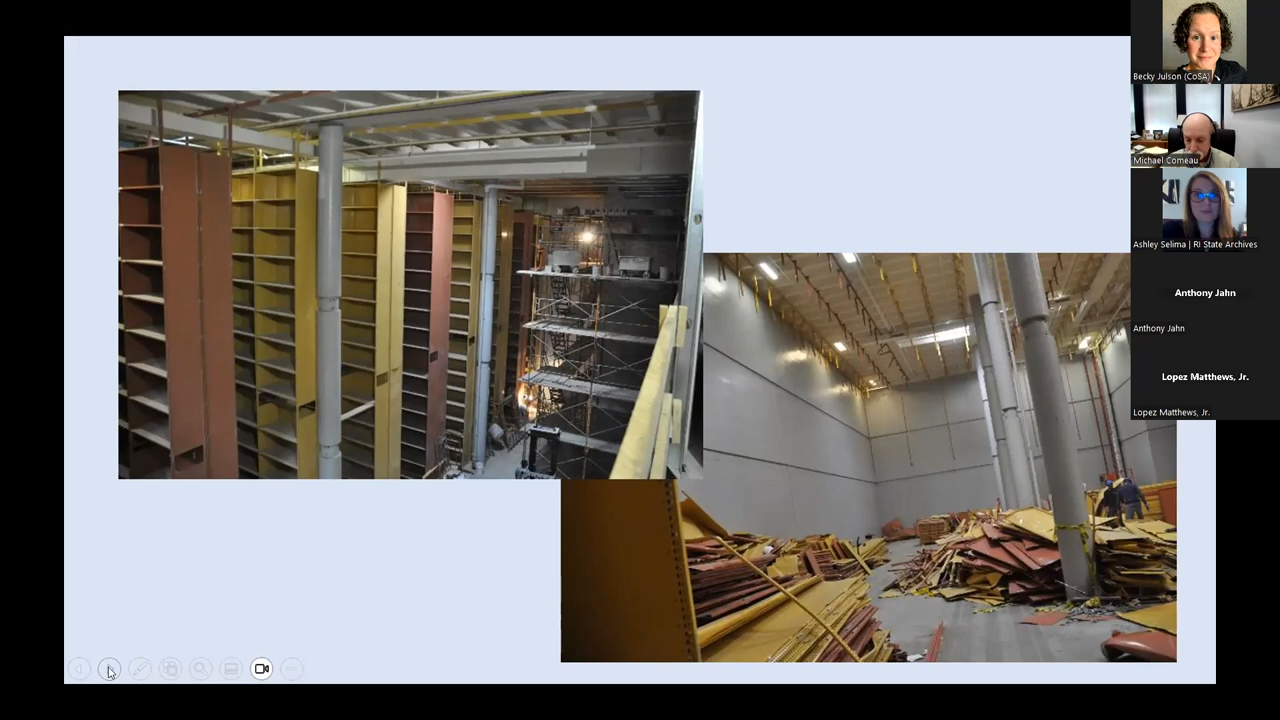 Becky Julson (CoSA)
Michael Comeau
Ashley Selima | RI State Archives
Anthony Jahn
Anthony Jahn
Lopez Matthews, Jr.
Lopez Matthews, Jr.